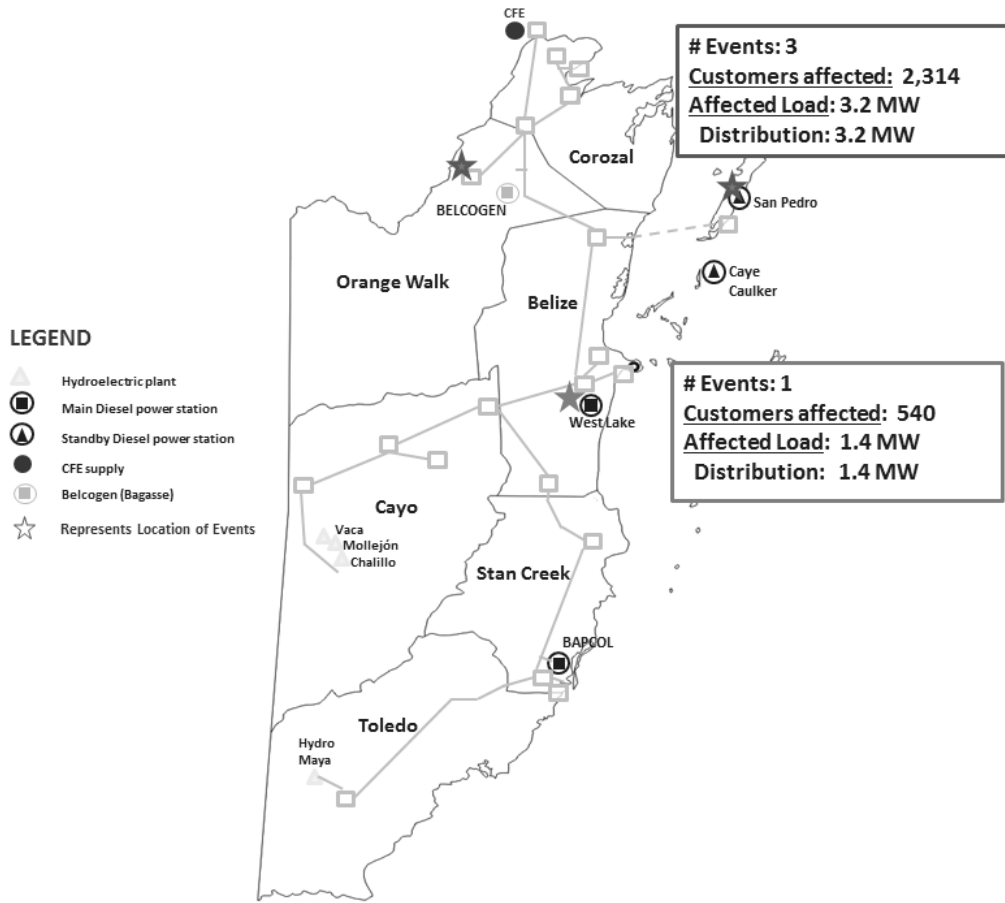 CFE
# Events: 3
Customers affected: 2,314
Affected Load: 3.2 MW
Distribution: 3.2 MW
Corozal
BELCOGEN
San Pedro
Orange Walk
Caye
Caulker
Belize
LEGEND
Hydroelectric plant
Main Diesel power station
Standby Diesel power station
CFE supply
Belcogen (Bagasse)
Represents Location of Events
# Events: 1
Customers affected: 540
Affected Load: 1.4 MW
Distribution: 1.4 MW
West Lake
Cayo
Vaca
Mollejón
Chalillo
Stan Creek
BAPCOL
Toledo
Hydro
Maya